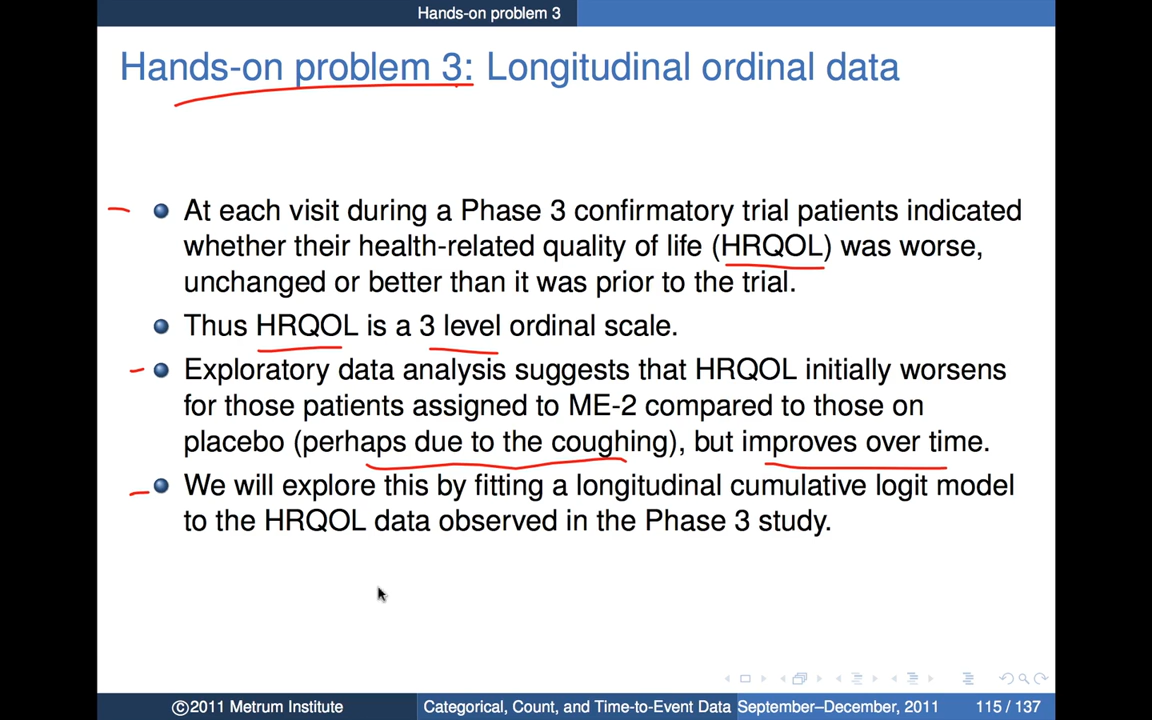 Hands-on problem 3
Hands-on problem 3: Longitudinal ordinal data
At each visit during a Phase 3 confirmatory trial patients indicated
whether their health-related quality of life (HRQOL) was worse,
unchanged or better than it was prior to the trial.
Thus HRQOL is a 3 level ordinal scale.
Exploratory data analysis suggests that HRQOL initially worsens
for those patients assigned to ME-2 compared to those on
placebo (perhaps due to the coughing), but improves over time.
We will explore this by fitting a longitudinal cumulative logit model
to the HRQOL data observed in the Phase 3 study.
©2011 Metrum Institute Categorical, Count, and Time-to-Event Data September–December, 2011 115 / 137